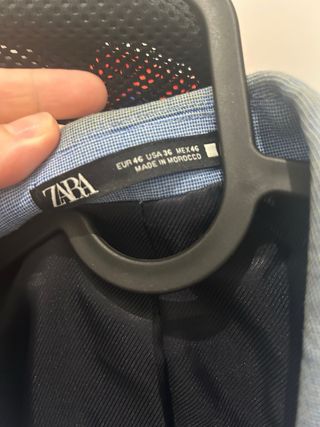 ZARA
EUR 46 USA 36 MEX 46
MADE IN MOROCCO